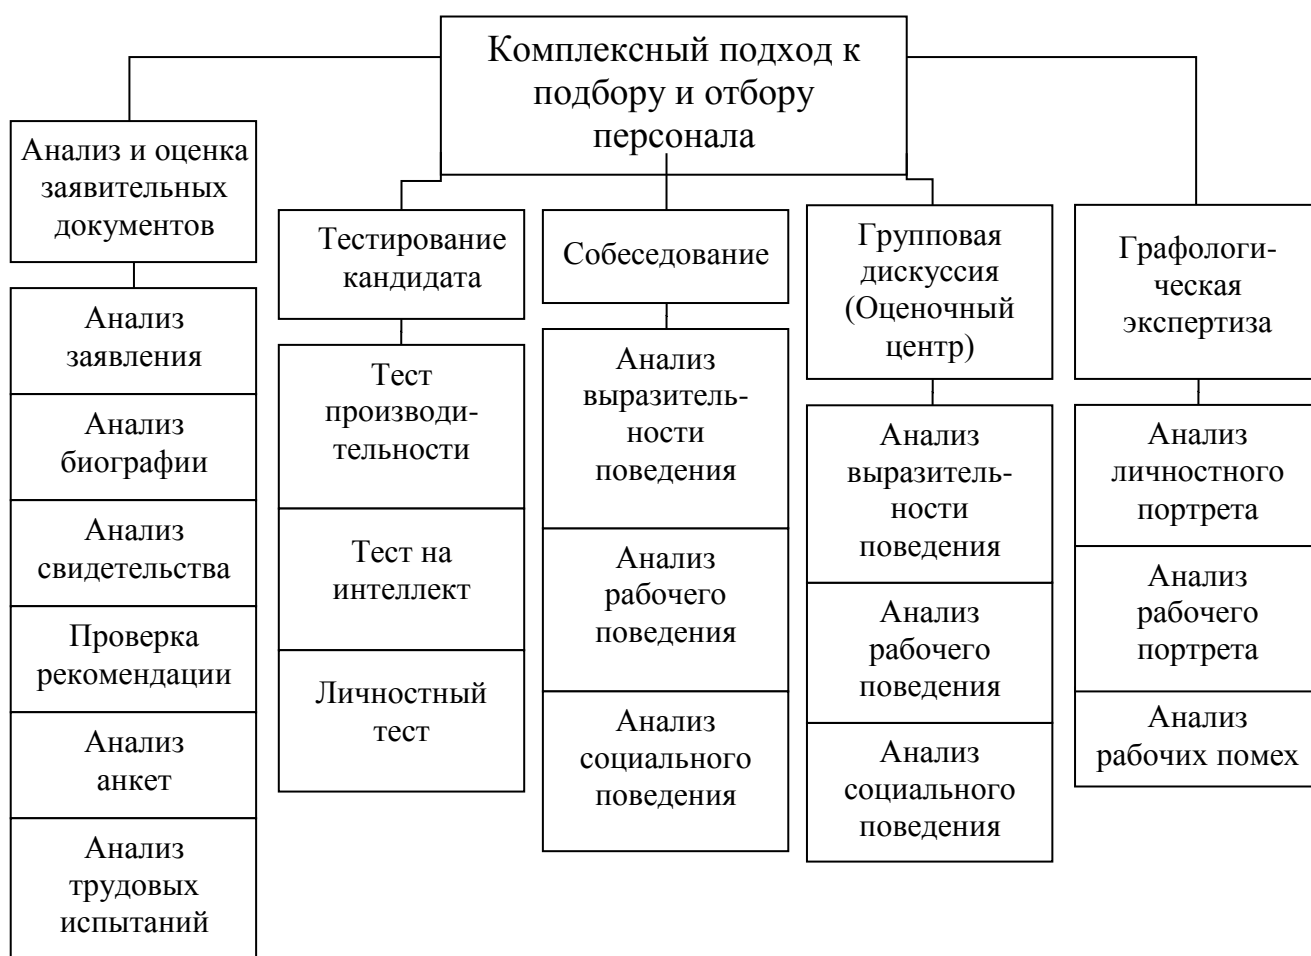 Комплексный подход к
подбору и отбору
персонала
Анализ и оценка
заявительных
документов
Анализ
заявления
Анализ
биографии
Анализ
свидетельства
Проверка
рекомендации
Анализ
анкет
Анализ
трудовых
испытаний
Тестирование
кандидата
Тест
производи-
тельности
Тест на
интеллект
Личностный
тест
Собеседование
Анализ
выразитель-
ности
поведения
Анализ
рабочего
поведения
Анализ
социального
поведения
Групповая
дискуссия
(Оценочный
центр)
Анализ
выразитель-
ности
поведения
Анализ
рабочего
поведения
Анализ
социального
поведения
Графологи-
ческая
экспертиза
Анализ
личностного
портрета
Анализ
рабочего
портрета
Анализ
рабочих помех